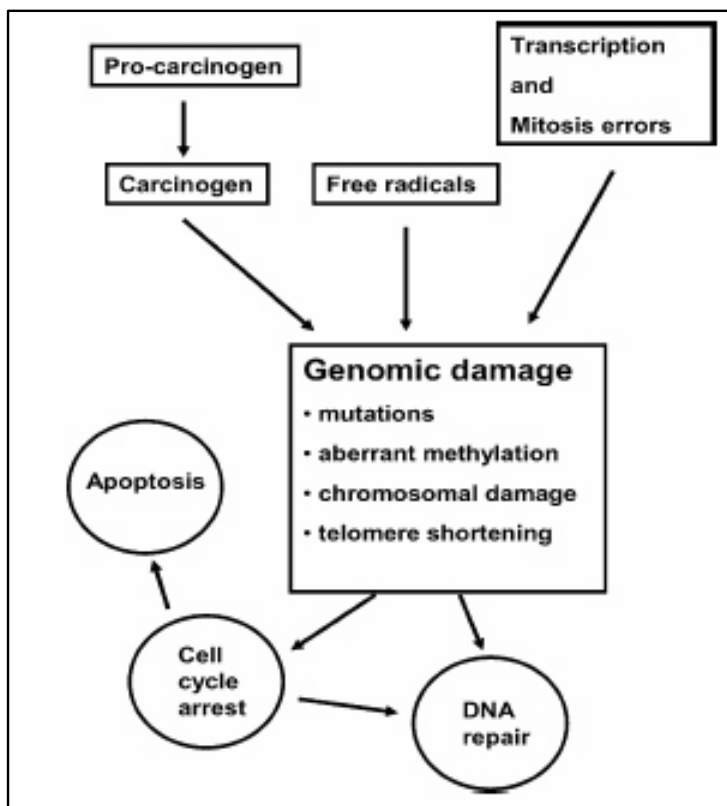 Pro-carcinogen
Transcription
and
Mitosis errors
Carcinogen
Free radicals
Genomic damage
• mutations
• aberrant methylation
• chromosomal damage
• telomere shortening
Apoptosis
Cell
cycle
arrest
DNA
repair